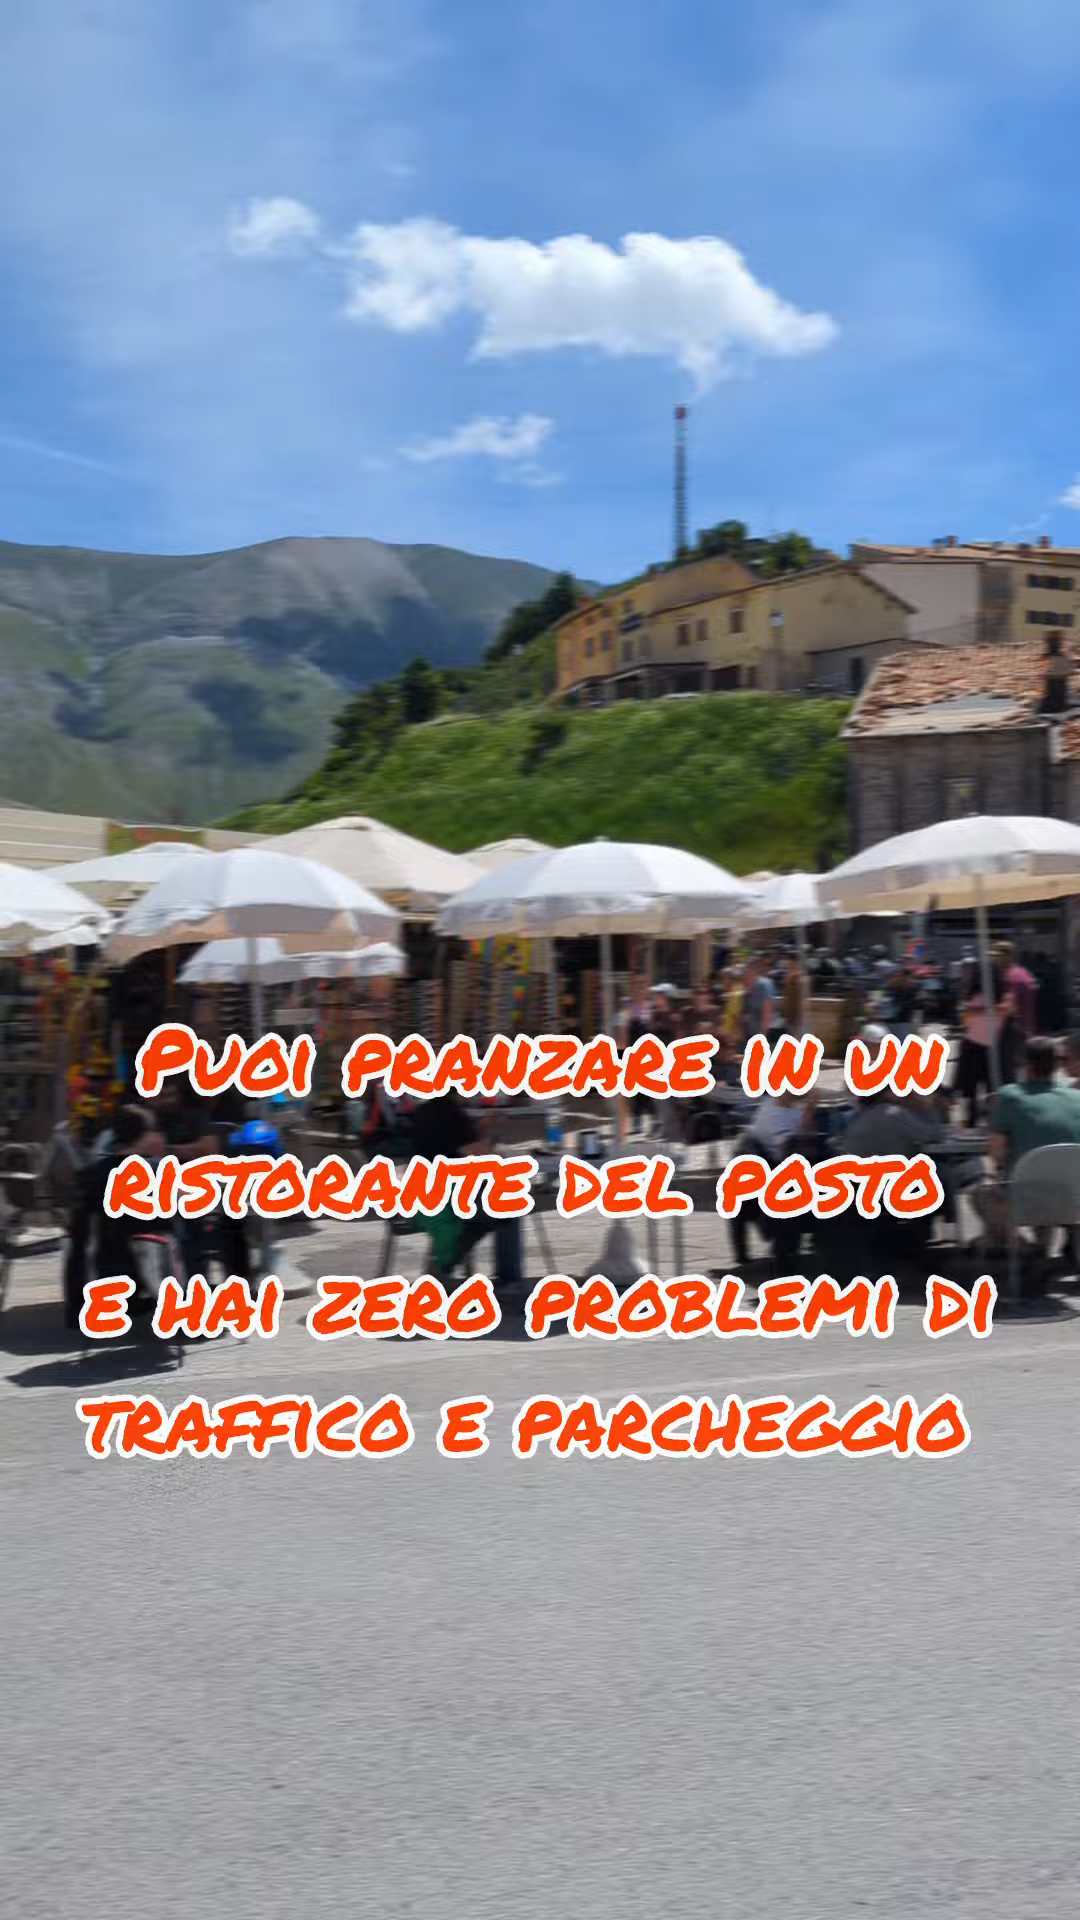 Puoi pranzare in un
ristorante del posto
e hai zero problemi di
traffico e parcheggio